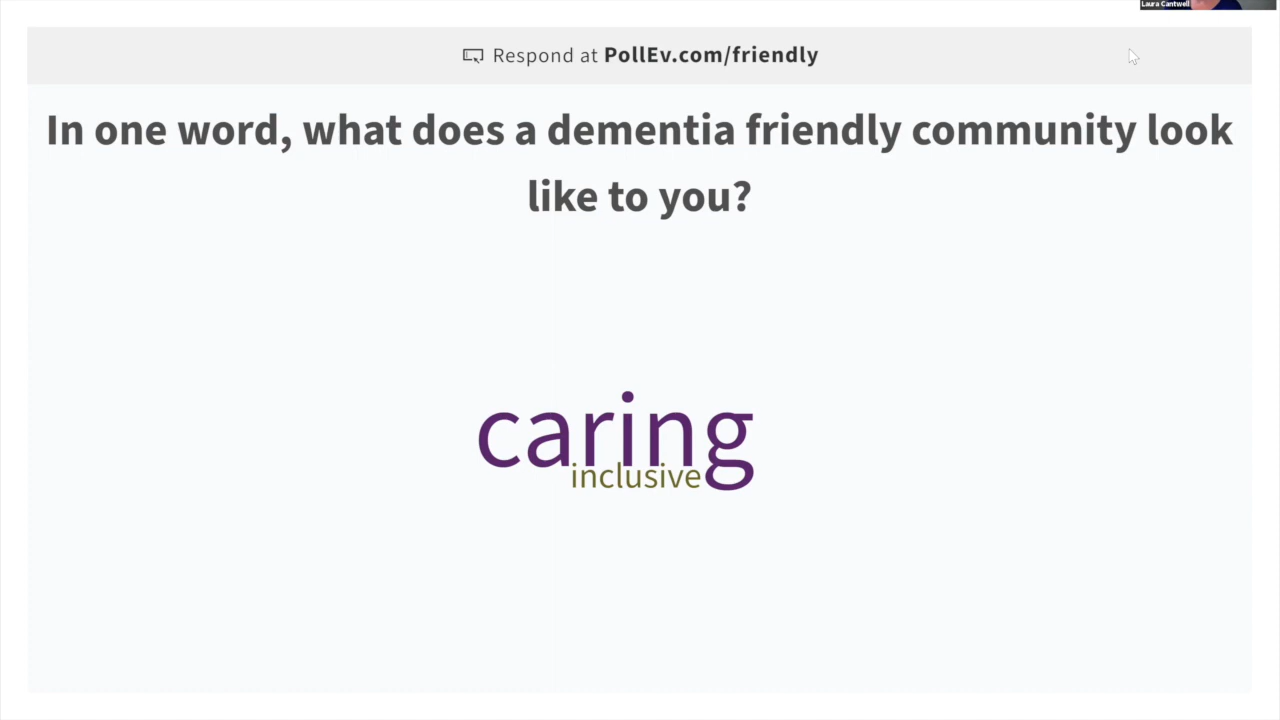 Laura Cantwell
Respond at PollEv.com/friendly
In one word, what does a dementia friendly community look
like to you?
caring
inclusive